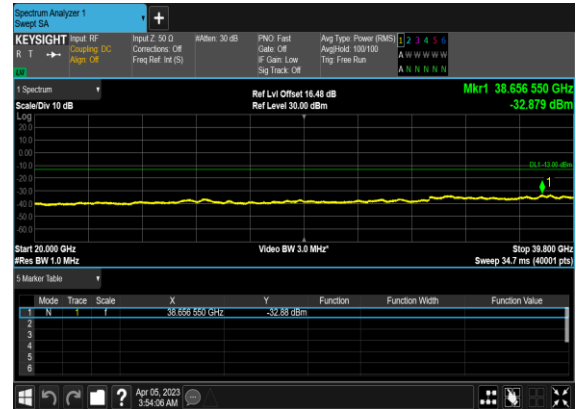 Spectrum Analyzer 1
Swept SA
+
KEYSIGHT Input: RF
R T Coupling: DC
Align: Off
LXI
Input Z: 50 Ω
Corrections: Off
Freq Ref: Int (S)
#Atten: 30 dB
PNO: Fast
Gate: Off
IF Gain: Low
Sig Track: Off
Avg Type: Power (RMS)
Avg|Hold: 100/100
Trig: Free Run
1 2 3 4 5 6
A W W W W W
A N N N N N
1 Spectrum
Scale/Div 10 dB
Ref Lvl Offset 16.48 dB
Ref Level 30.00 dBm
Mkr1 38.656 550 GHz
-32.879 dBm
Log
20.0
10.0
0.00
-10.0
-20.0
-30.0
-40.0
-50.0
-60.0
DL1 -13.00 dBm
1
Start 20.000 GHz
#Res BW 1.0 MHz
Video BW 3.0 MHz*
Stop 39.800 GHz
Sweep 34.7 ms (40001 pts)
5 Marker Table
Mode Trace Scale X Y Function Function Width Function Value
1 N 1 f 38.656 550 GHz -32.88 dBm
2
3
4
5
6
?
Apr 05, 2023
3:54:06 AM